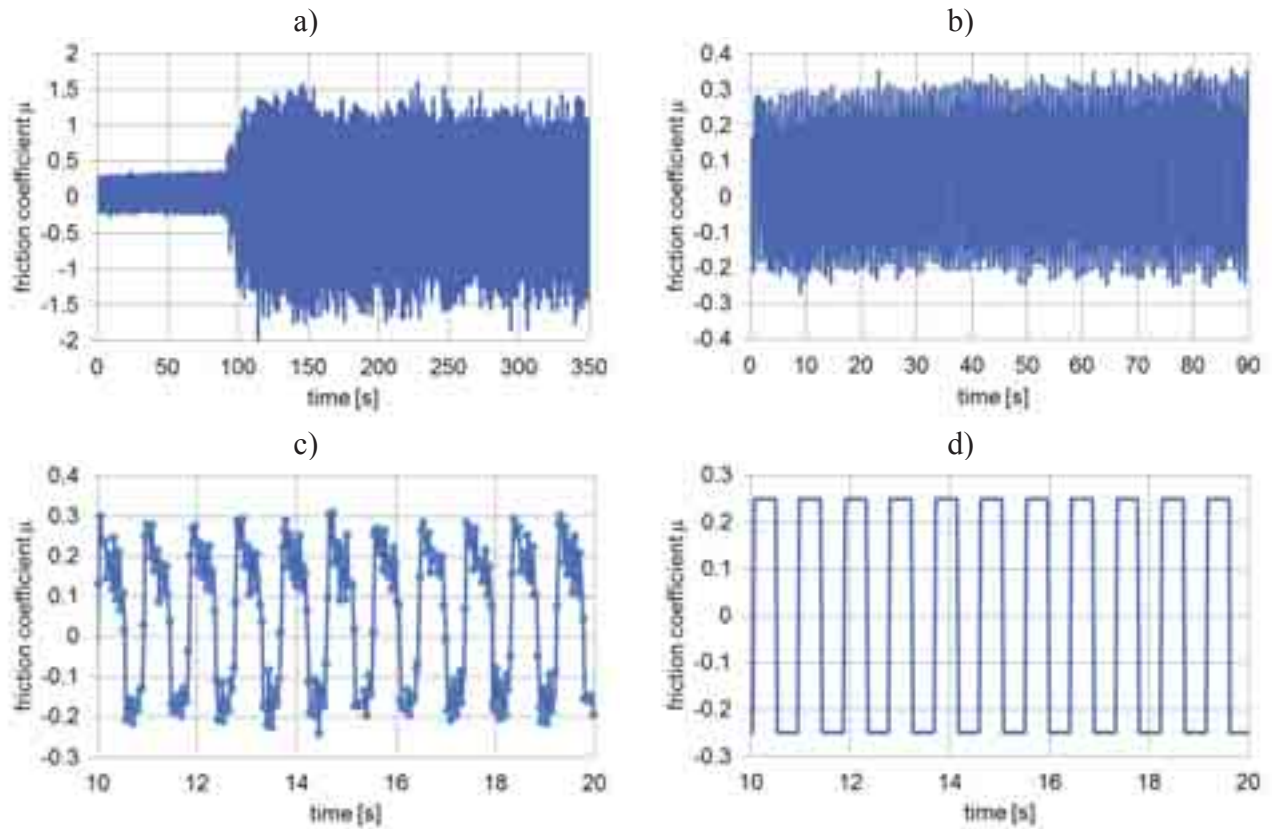 a)
friction coefficient μ
2
1.5
1
0.5
0
-0.5
-1
-1.5
-2
0 50 100 150 200 250 300 350
time [s]
b)
friction coefficient μ
0.4
0.3
0.2
0.1
0
-0.1
-0.2
-0.3
-0.4
0 10 20 30 40 50 60 70 80 90
time [s]
c)
friction coefficient μ
0.4
0.3
0.2
0.1
0
-0.1
-0.2
-0.3
10 12 14 16 18 20
time [s]
d)
friction coefficient μ
0.3
0.2
0.1
0
-0.1
-0.2
-0.3
10 12 14 16 18 20
time [s]